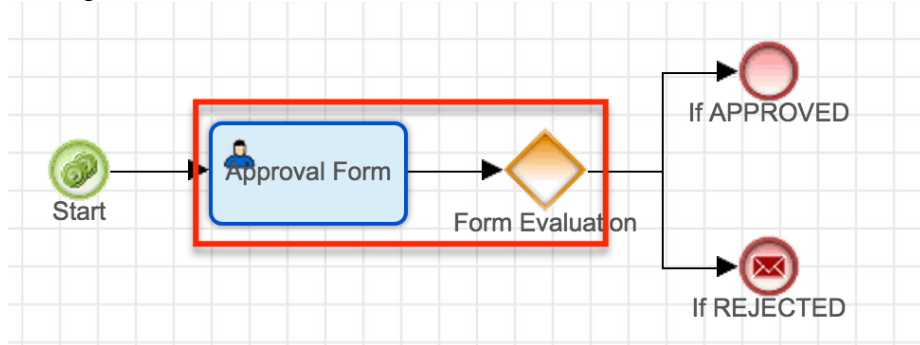 If APPROVED
Approval Form
Start
Form Evaluation
If REJECTED